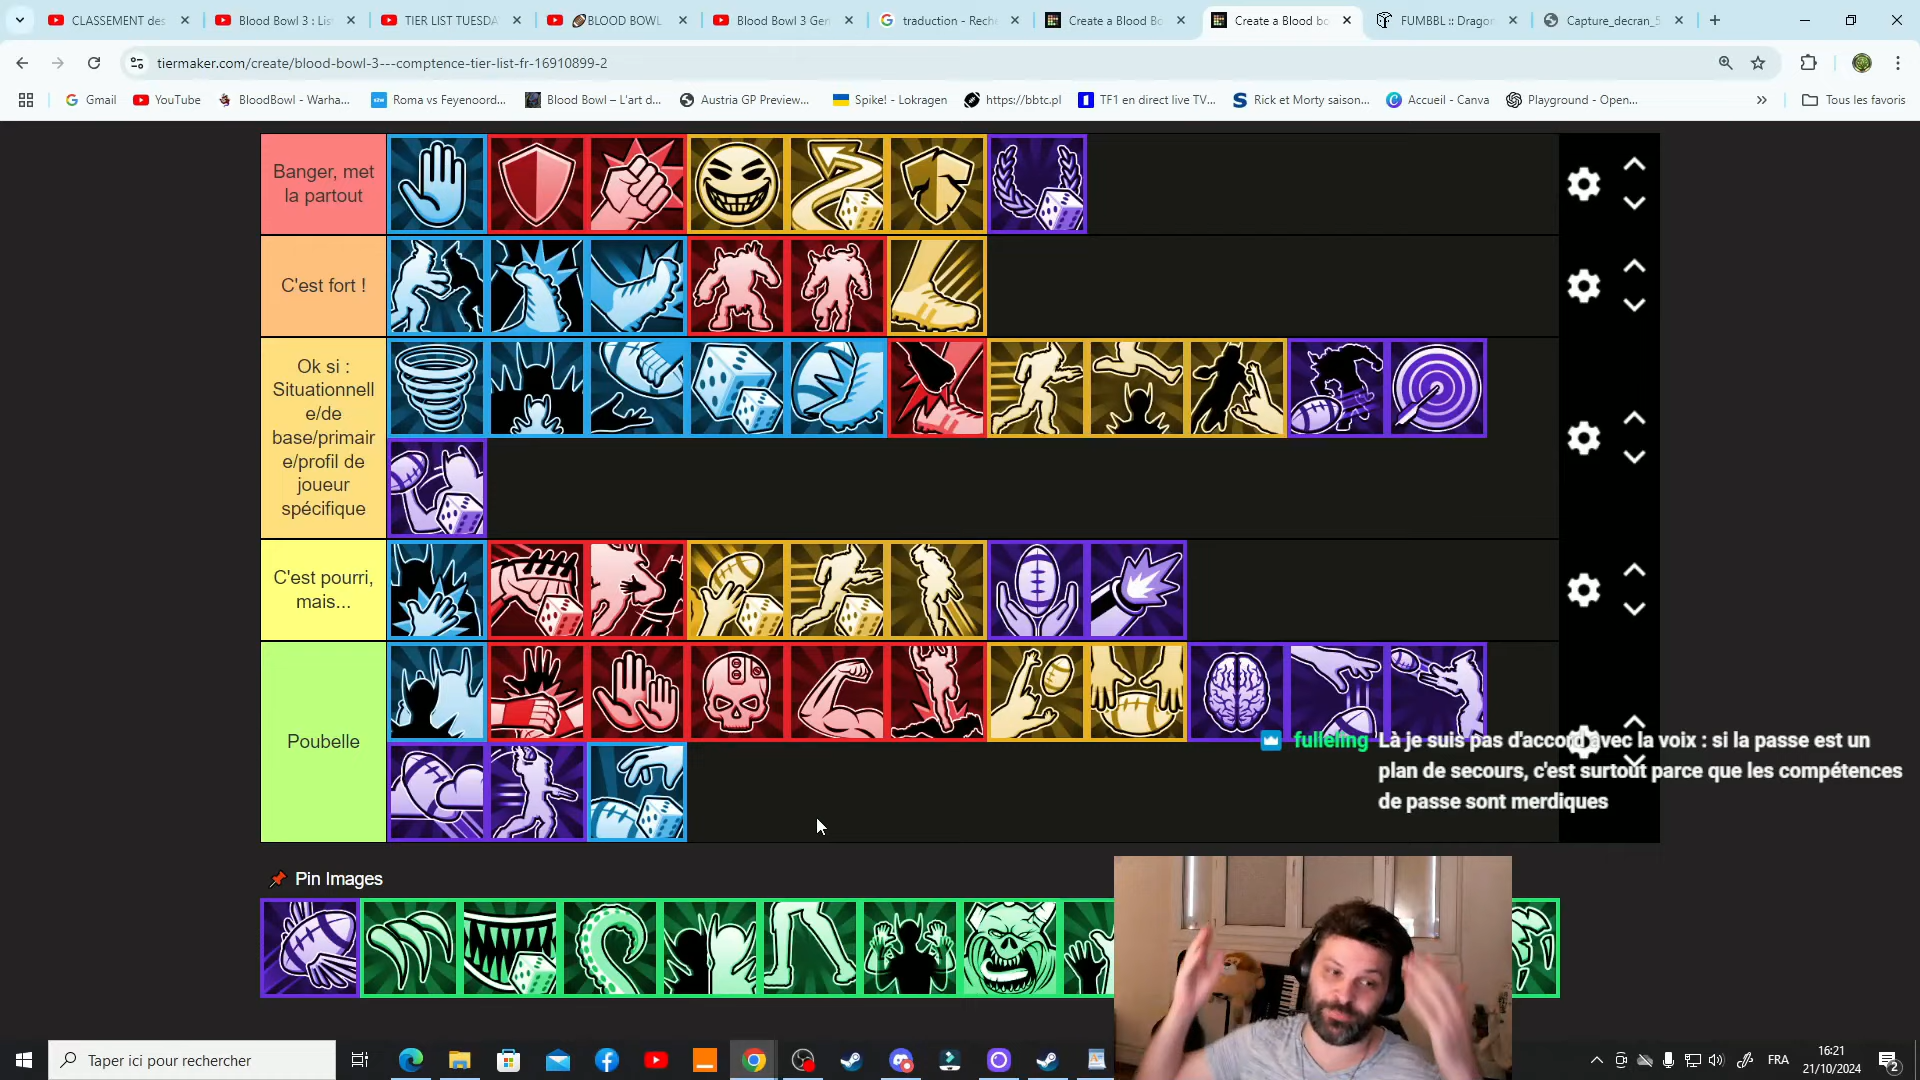 CLASSEMENT des
Blood Bowl 3 : List
TIER LIST TUESDA
🏈BLOOD BOWL
Blood Bowl 3 Ger
traduction - Rech
Create a Blood Bo
Create a Blood bo
FUMBBL :: Dragon
Capture_decran_5
tiermaker.com/create/blood-bowl-3---comptence-tier-list-fr-16910899-2
Gmail
YouTube
BloodBowl - Warha...
Roma vs Feyenoord...
Blood Bowl – L'art d...
Austria GP Preview...
Spike! - Lokragen
https://bbtc.pl
TF1 en direct live TV...
Rick et Morty saison...
Accueil - Canva
Playground - Open...
Tous les favoris
Banger, met
la partout
C'est fort !
Ok si :
Situationnell
e/de
base/primair
e/profil de
joueur
spécifique
C'est pourri,
mais...
Poubelle
fulleling Là je suis pas d'accord avec la voix : si la passe est un
plan de secours, c'est surtout parce que les compétences
de passe sont merdiques
Pin Images
Taper ici pour rechercher
FRA
16:21
21/10/2024
2